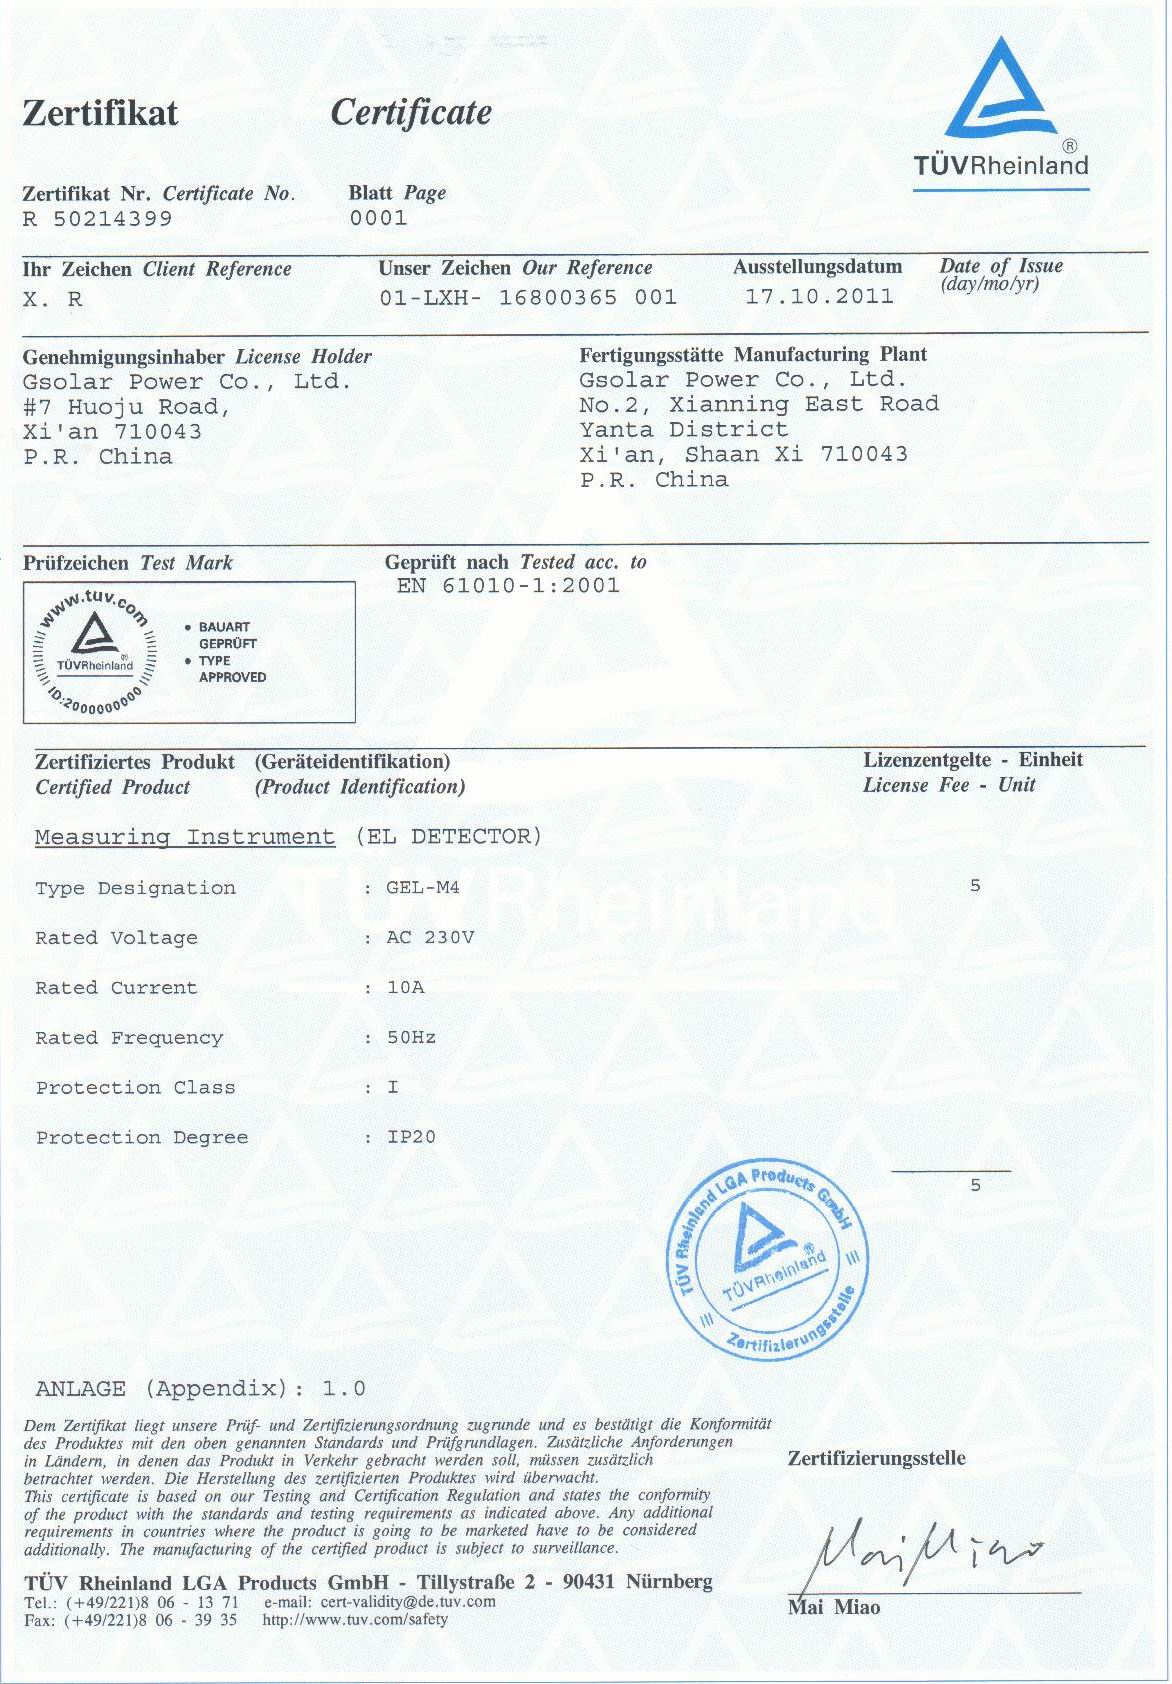 Zertifikat Certificate
TÜVRheinland®
Zertifikat Nr. Certificate No. Blatt Page
R 50214399 0001
Ihr Zeichen Client Reference Unser Zeichen Our Reference Ausstellungsdatum Date of Issue
(day/mo/yr)
X. R 01-LXH- 16800365 001 17.10.2011
Genehmigungsinhaber License Holder
Gsolar Power Co., Ltd.
#7 Huoju Road,
Xi'an 710043
P.R. China
Fertigungsstätte Manufacturing Plant
Gsolar Power Co., Ltd.
No.2, Xianning East Road
Yanta District
Xi'an, Shaan Xi 710043
P.R. China
Prüfzeichen Test Mark
www.tuv.com
TÜVRheinland®
ID:2000000000
• BAUART
GEPRÜFT
• TYPE
APPROVED
Geprüft nach Tested acc. to
EN 61010-1:2001
Zertifiziertes Produkt (Geräteidentifikation) Lizenzentgelte - Einheit
Certified Product (Product Identification) License Fee - Unit
Measuring Instrument (EL DETECTOR)
Type Designation : GEL-M4 5
Rated Voltage : AC 230V
Rated Current : 10A
Rated Frequency : 50Hz
Protection Class : I
Protection Degree : IP20
5
TÜV Rheinland LGA Products GmbH
TÜVRheinland®
Zertifizierungsstelle
ANLAGE (Appendix): 1.0
Dem Zertifikat liegt unsere Prüf- und Zertifizierungsordnung zugrunde und es bestätigt die Konformität
des Produktes mit den oben genannten Standards und Prüfgrundlagen. Zusätzliche Anforderungen
in Ländern, in denen das Produkt in Verkehr gebracht werden soll, müssen zusätzlich
betrachtet werden. Die Herstellung des zertifizierten Produktes wird überwacht.
This certificate is based on our Testing and Certification Regulation and states the conformity
of the product with the standards and testing requirements as indicated above. Any additional
requirements in countries where the product is going to be marketed have to be considered
additionally. The manufacturing of the certified product is subject to surveillance.
TÜV Rheinland LGA Products GmbH - Tillystraße 2 - 90431 Nürnberg
Tel.: (+49/221)8 06 - 13 71 e-mail: cert-validity@de.tuv.com
Fax: (+49/221)8 06 - 39 35 http://www.tuv.com/safety
Zertifizierungsstelle
Mai Miao
Mai Miao